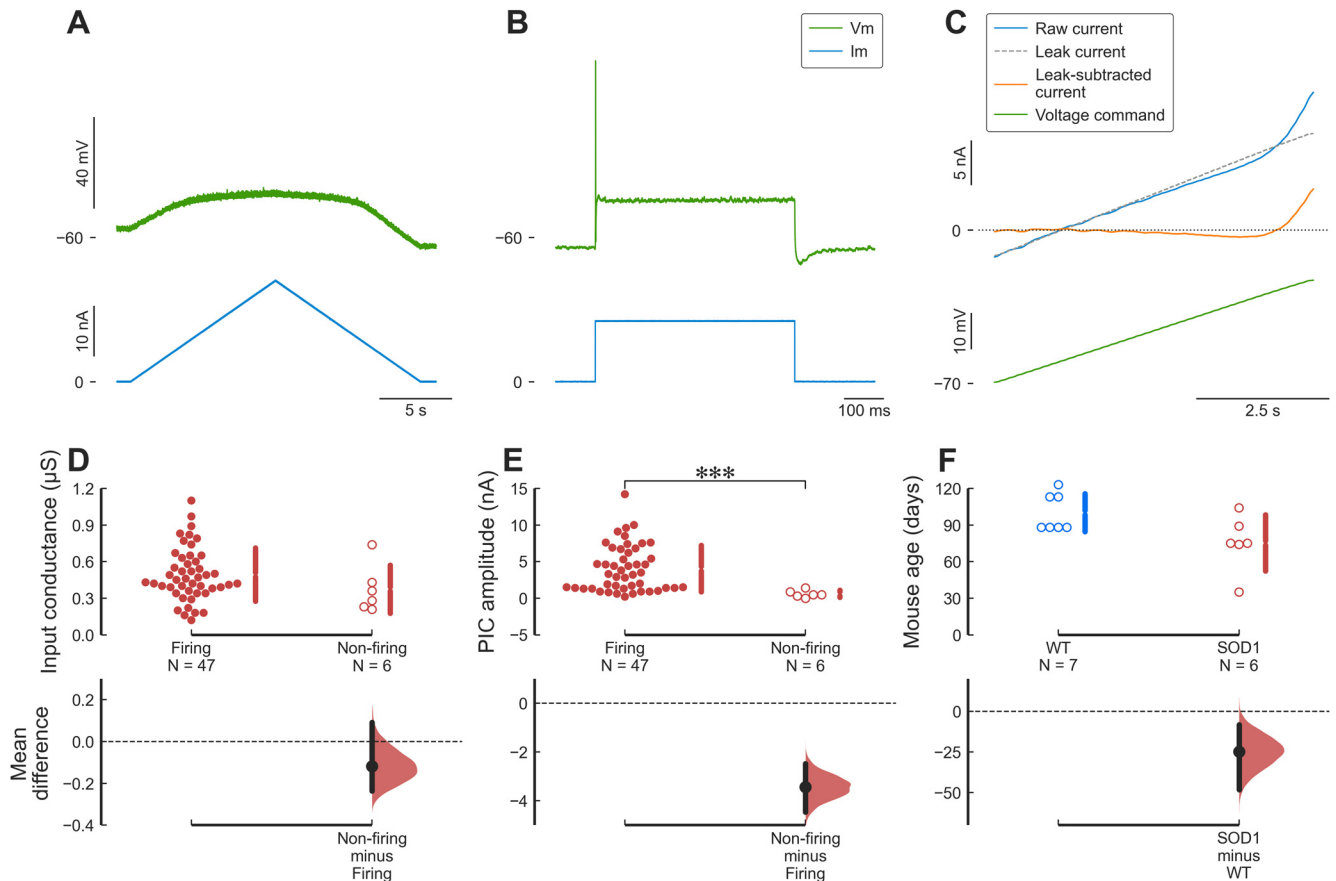 A
40 mV
−60
10 nA
0
5 s
B
Vm
Im
−60
0
100 ms
C
Raw current
Leak current
Leak-subtracted
current
Voltage command
5 nA
0
10 mV
−70
2.5 s
D
Input conductance (µS)
1.2
0.9
0.6
0.3
0.0
Firing
N = 47
Non-firing
N = 6
Mean
difference
0.2
0.0
−0.2
−0.4
Non-firing
minus
Firing
E
***
PIC amplitude (nA)
15
10
5
0
−5
Firing
N = 47
Non-firing
N = 6
0
−2
−4
Non-firing
minus
Firing
F
Mouse age (days)
120
90
60
30
0
WT
N = 7
SOD1
N = 6
0
−25
−50
SOD1
minus
WT